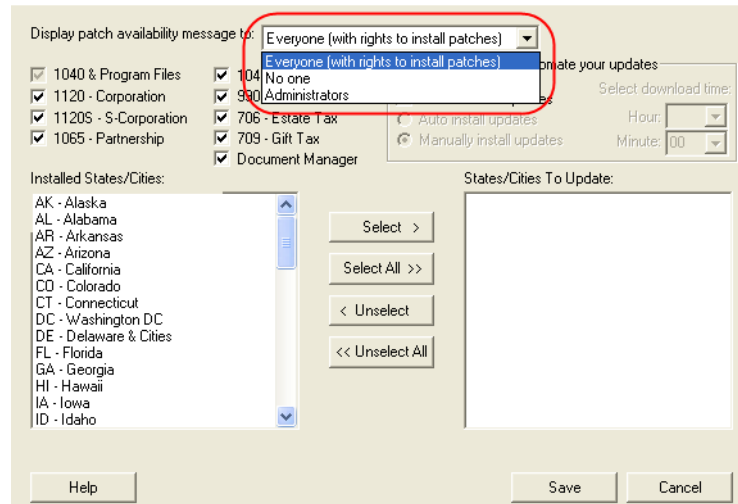 Display patch availability message to: Everyone (with rights to install patches)
Everyone (with rights to install patches)
No one
Administrators
your updates
1040 & Program Files
1120 - Corporation
1120S - S-Corporation
1065 - Partnership
706 - Estate Tax
709 - Gift Tax
Document Manager
Select download time:
Auto install updates
Hour:
Manually install updates
Minute: 00
Installed States/Cities:
States/Cities To Update:
AK - Alaska
AL - Alabama
AR - Arkansas
AZ - Arizona
CA - California
CO - Colorado
CT - Connecticut
DC - Washington DC
DE - Delaware & Cities
FL - Florida
GA - Georgia
HI - Hawaii
IA - Iowa
ID - Idaho
Select >
Select All >>
< Unselect
<< Unselect All
Help
Save
Cancel